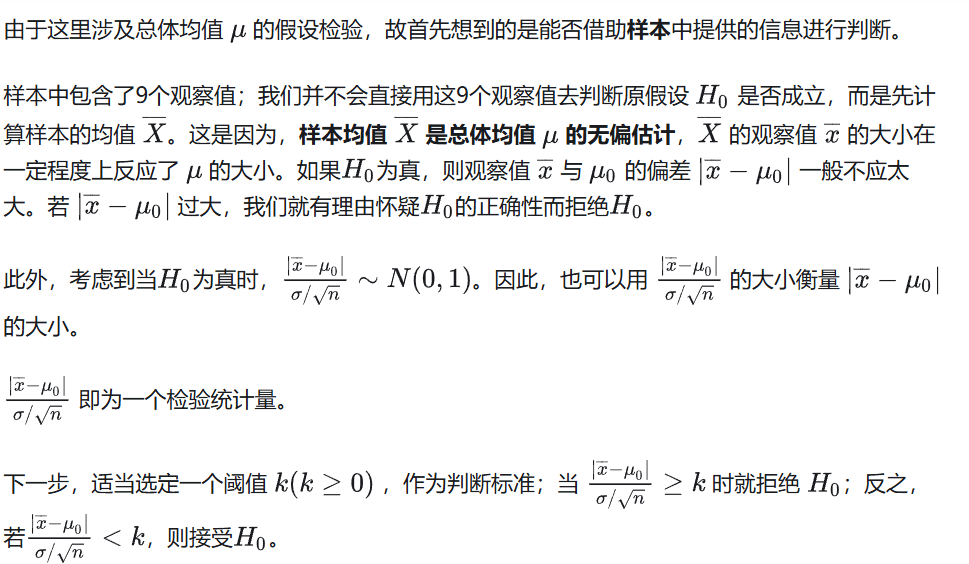 由于这里涉及总体均值 $\mu$ 的假设检验，故首先想到的是能否借助样本中提供的信息进行判断。
样本中包含了9个观察值；我们并不会直接用这9个观察值去判断原假设 $H_0$ 是否成立，而是先计
算样本的均值 $\overline{X}$。这是因为，样本均值 $\overline{X}$ 是总体均值 $\mu$ 的无偏估计，$\overline{X}$ 的观察值 $\overline{x}$ 的大小在
一定程度上反应了 $\mu$ 的大小。如果$H_0$为真，则观察值 $\overline{x}$ 与 $\mu_0$ 的偏差 $|\overline{x} - \mu_0|$ 一般不应太
大。若 $|\overline{x} - \mu_0|$ 过大，我们就有理由怀疑$H_0$的正确性而拒绝$H_0$。
此外，考虑到当$H_0$为真时，$\frac{|\overline{x}-\mu_0|}{\sigma/\sqrt{n}} \sim N(0,1)$。因此，也可以用 $\frac{|\overline{x}-\mu_0|}{\sigma/\sqrt{n}}$ 的大小衡量 $|\overline{x} - \mu_0|$
的大小。
$\frac{|\overline{x}-\mu_0|}{\sigma/\sqrt{n}}$ 即为一个检验统计量。
下一步，适当选定一个阈值 $k(k \geq 0)$ ，作为判断标准；当 $\frac{|\overline{x}-\mu_0|}{\sigma/\sqrt{n}} \geq k$ 时就拒绝 $H_0$；反之，
若$\frac{|\overline{x}-\mu_0|}{\sigma/\sqrt{n}} < k$，则接受$H_0$。